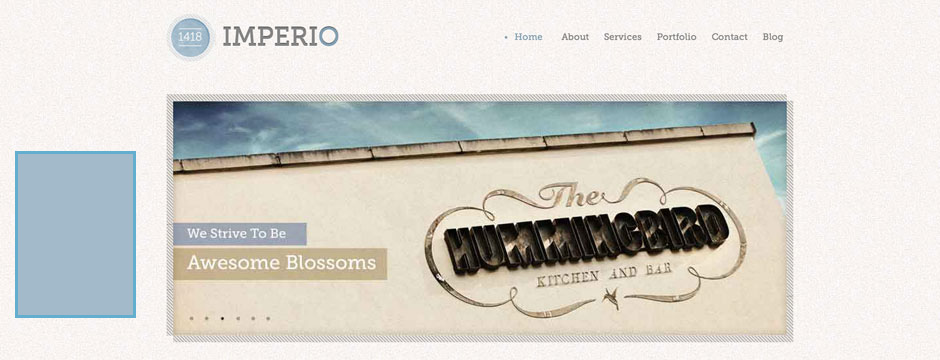 1418 IMPERIO
Home About Services Portfolio Contact Blog
The
HUMMINGBIRD
KITCHEN AND BAR
We Strive To Be
Awesome Blossoms